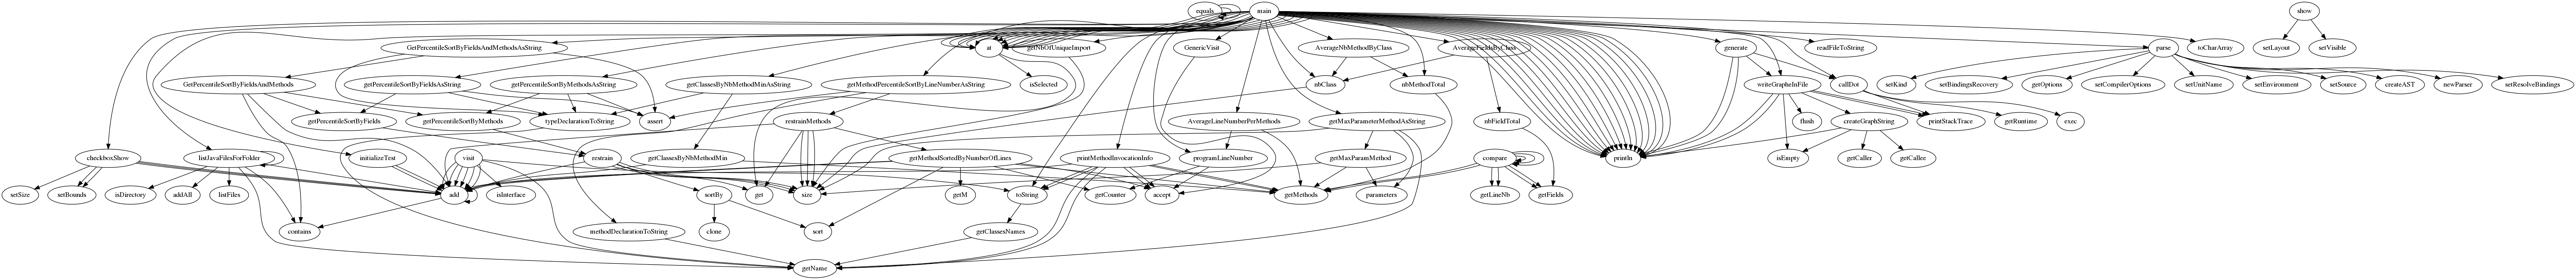 equals
main
show
GetPercentileSortByFieldsAndMethodsAsString
at
getNbOfUniqueImport
GenericVisit
AverageNbMethodByClass
AverageFieldsByClass
generate
readFileToString
parse
toCharArray
setLayout
setVisible
GetPercentileSortByFieldsAndMethods
getPercentileSortByFieldsAsString
getPercentileSortByMethodsAsString
getClassesByNbMethodMinAsString
getMethodPercentileSortByLineNumberAsString
isSelected
nbClass
nbMethodTotal
writeGrapheInFile
callDot
setKind
setBindingsRecovery
getOptions
setCompilerOptions
setUnitName
setEnvironment
setSource
createAST
newParser
setResolveBindings
getPercentileSortByFields
getPercentileSortByMethods
typeDeclarationToString
assert
restrainMethods
AverageLineNumberPerMethods
getMaxParameterMethodAsString
nbFieldTotal
flush
createGraphString
printStackTrace
getRuntime
exec
checkboxShow
listJavaFilesForFolder
initializeTest
visit
restrain
getClassesByNbMethodMin
getMethodSortedByNumberOfLines
printMethodInvocationInfo
programLineNumber
getMaxParamMethod
compare
println
isEmpty
getCaller
getCallee
setSize
setBounds
isDirectory
addAll
listFiles
add
isInterface
sortBy
get
size
getM
toString
getCounter
accept
getMethods
parameters
getLineNb
getFields
contains
methodDeclarationToString
clone
sort
getClassesNames
getName